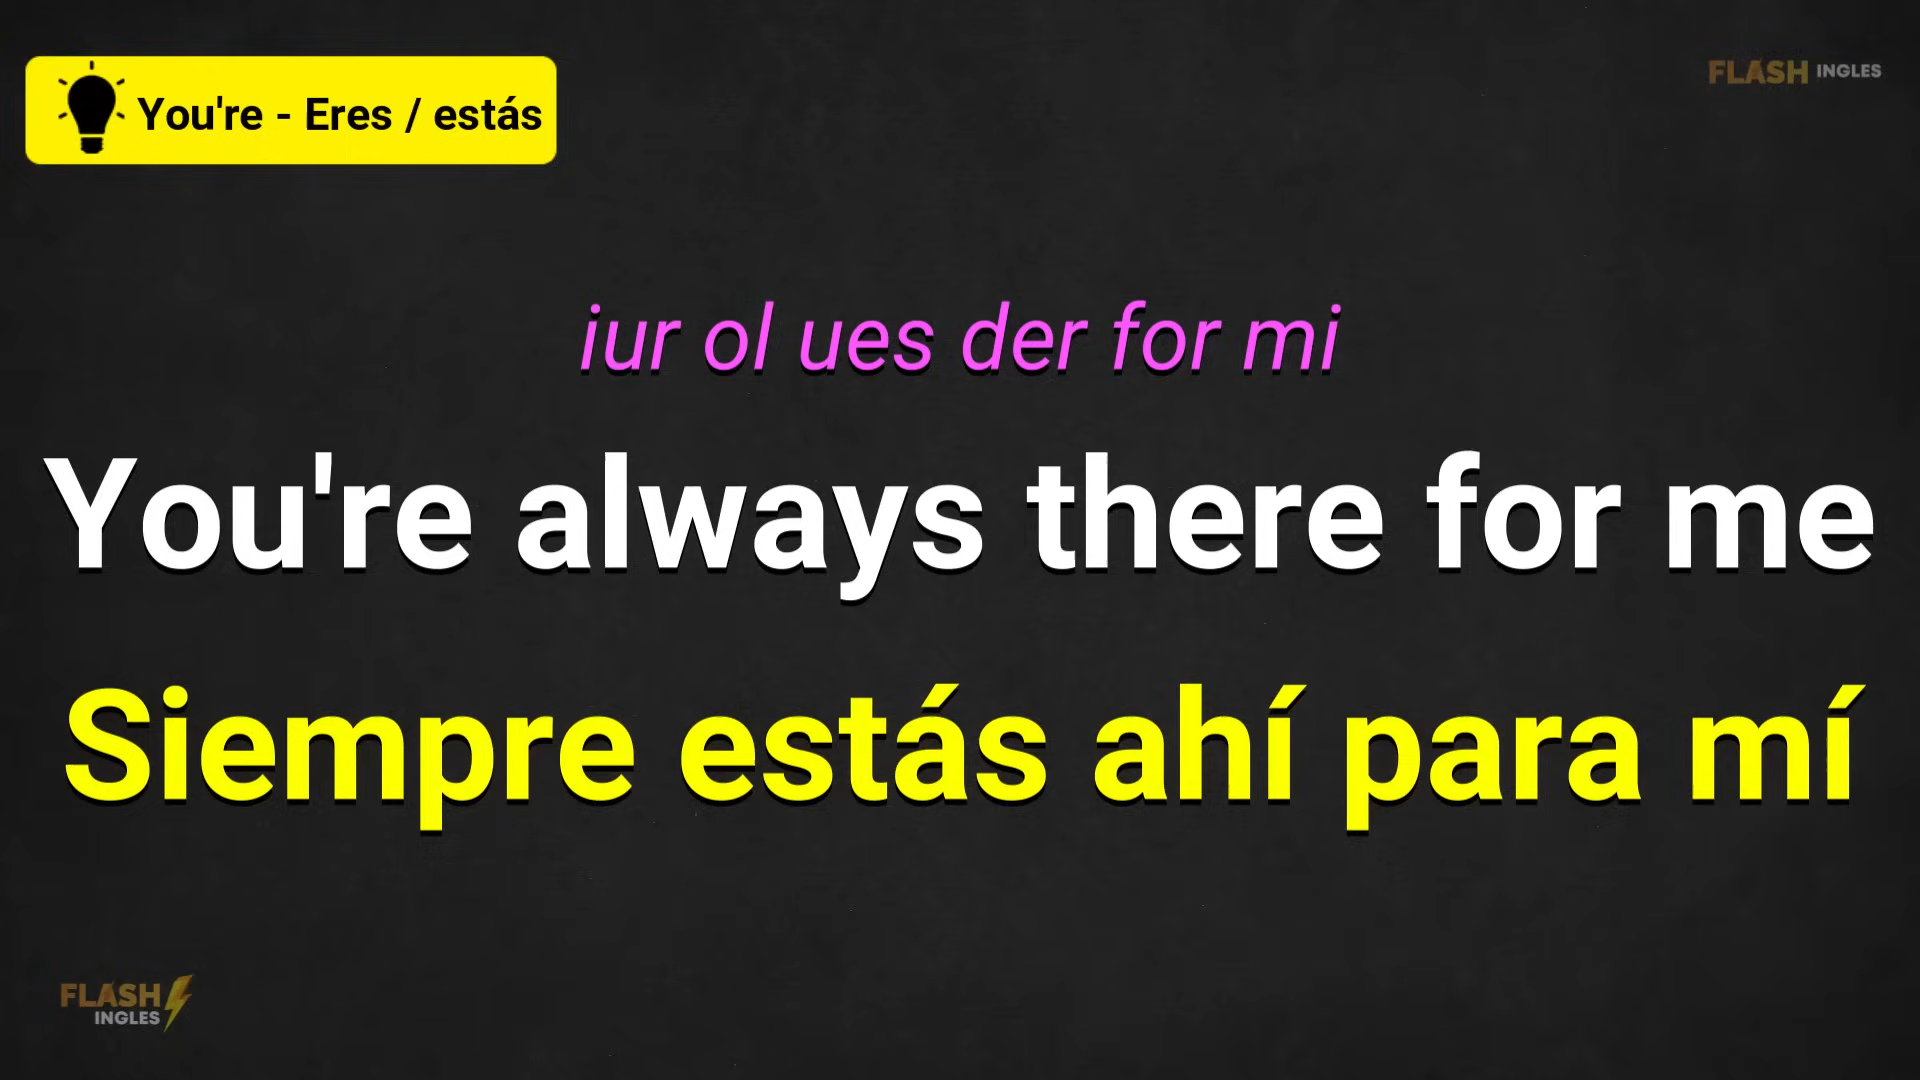 You're - Eres / estás
FLASH INGLES
iur ol ues der for mi
You're always there for me
Siempre estás ahí para mí
FLASH
INGLES